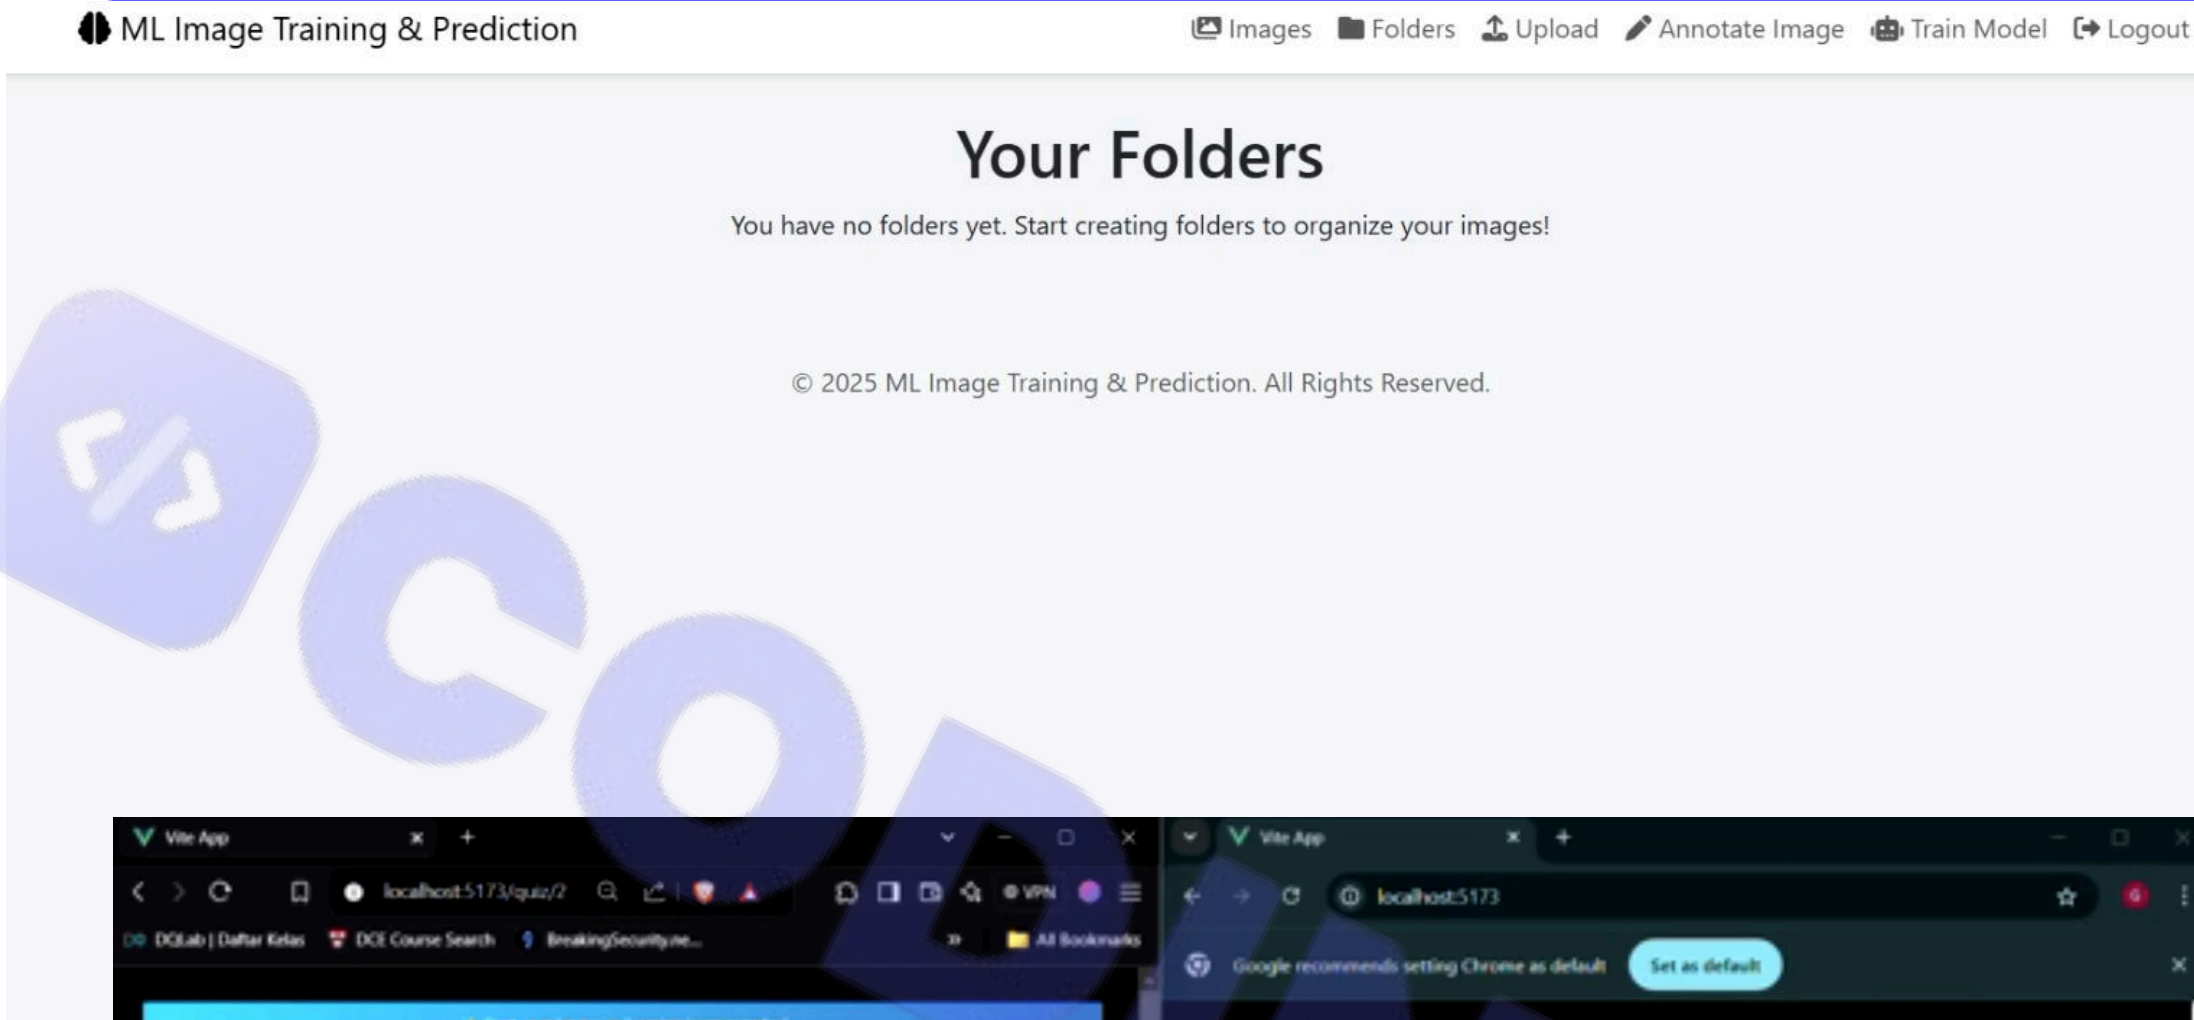 ML Image Training & Prediction
Images Folders Upload Annotate Image Train Model Logout
Your Folders
You have no folders yet. Start creating folders to organize your images!
© 2025 ML Image Training & Prediction. All Rights Reserved.
</> CODI
Vite App
localhost:5173/quiz/2
VPN
DQLab | Daftar Kelas
DCE Course Search
BreakingSecurity.ne...
All Bookmarks
Vite App
localhost:5173
G
Google recommends setting Chrome as default
Set as default